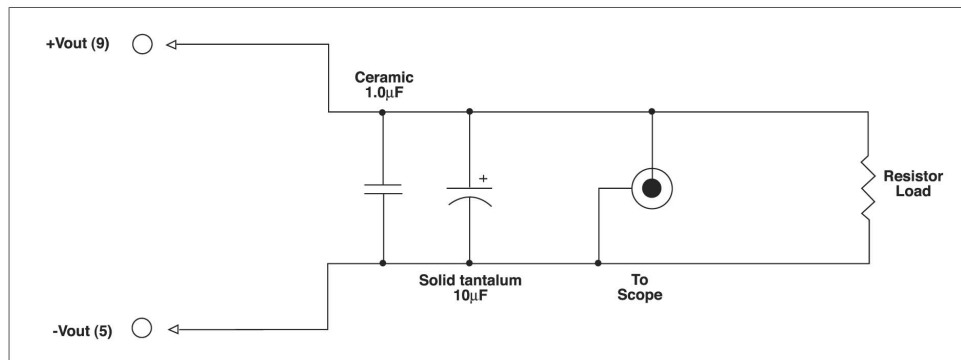 +Vout (9)
Ceramic
1.0μF
+
Resistor
Load
Solid tantalum
10μF
To
Scope
-Vout (5)